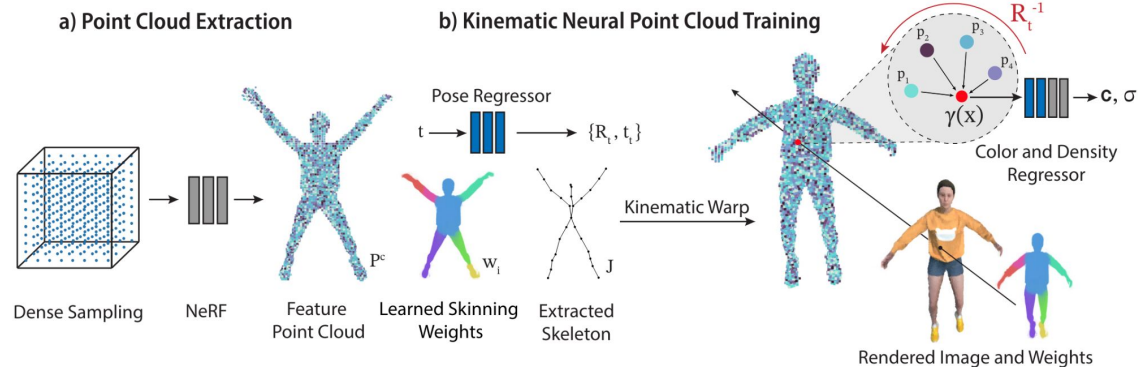 a) Point Cloud Extraction
b) Kinematic Neural Point Cloud Training
R_t^-1
p_2
p_3
p_1
p_4
γ(x)
c, σ
Color and Density
Regressor
Pose Regressor
t
{R_t , t_t}
Kinematic Warp
P^c
w_i
J
Dense Sampling
NeRF
Feature
Point Cloud
Learned Skinning
Weights
Extracted
Skeleton
Rendered Image and Weights